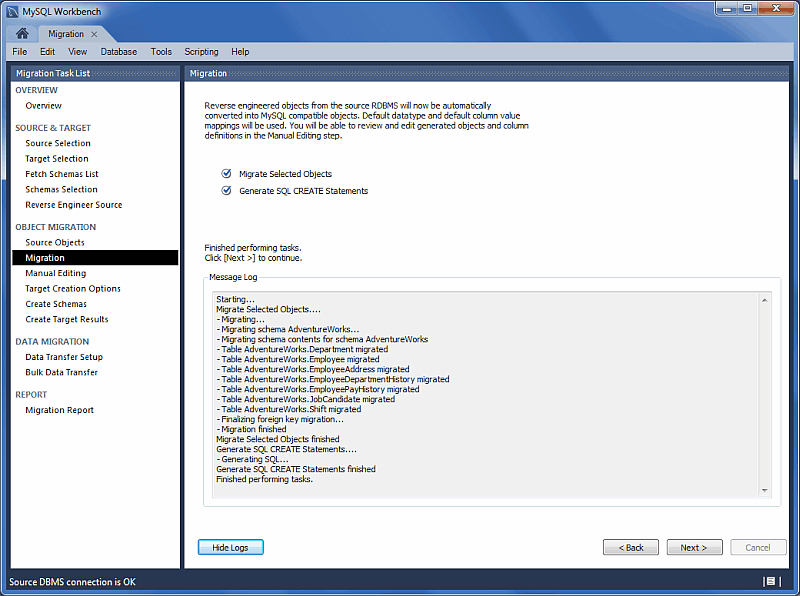 MySQL Workbench
Migration
File Edit View Database Tools Scripting Help
Migration Task List
OVERVIEW
Overview
SOURCE & TARGET
Source Selection
Target Selection
Fetch Schemas List
Schemas Selection
Reverse Engineer Source
OBJECT MIGRATION
Source Objects
Migration
Manual Editing
Target Creation Options
Create Schemas
Create Target Results
DATA MIGRATION
Data Transfer Setup
Bulk Data Transfer
REPORT
Migration Report
Migration
Reverse engineered objects from the source RDBMS will now be automatically
converted into MySQL compatible objects. Default datatype and default column value
mappings will be used. You will be able to review and edit generated objects and column
definitions in the Manual Editing step.
Migrate Selected Objects
Generate SQL CREATE Statements
Finished performing tasks.
Click [Next >] to continue.
Message Log
Starting...
Migrate Selected Objects....
- Migrating...
- Migrating schema AdventureWorks...
- Migrating schema contents for schema AdventureWorks
- Table AdventureWorks.Department migrated
- Table AdventureWorks.Employee migrated
- Table AdventureWorks.EmployeeAddress migrated
- Table AdventureWorks.EmployeeDepartmentHistory migrated
- Table AdventureWorks.EmployeePayHistory migrated
- Table AdventureWorks.JobCandidate migrated
- Table AdventureWorks.Shift migrated
- Finalizing foreign key migration...
- Migration finished
Migrate Selected Objects finished
Generate SQL CREATE Statements....
- Generating SQL...
Generate SQL CREATE Statements finished
Finished performing tasks.
Hide Logs
< Back
Next >
Cancel
Source DBMS connection is OK